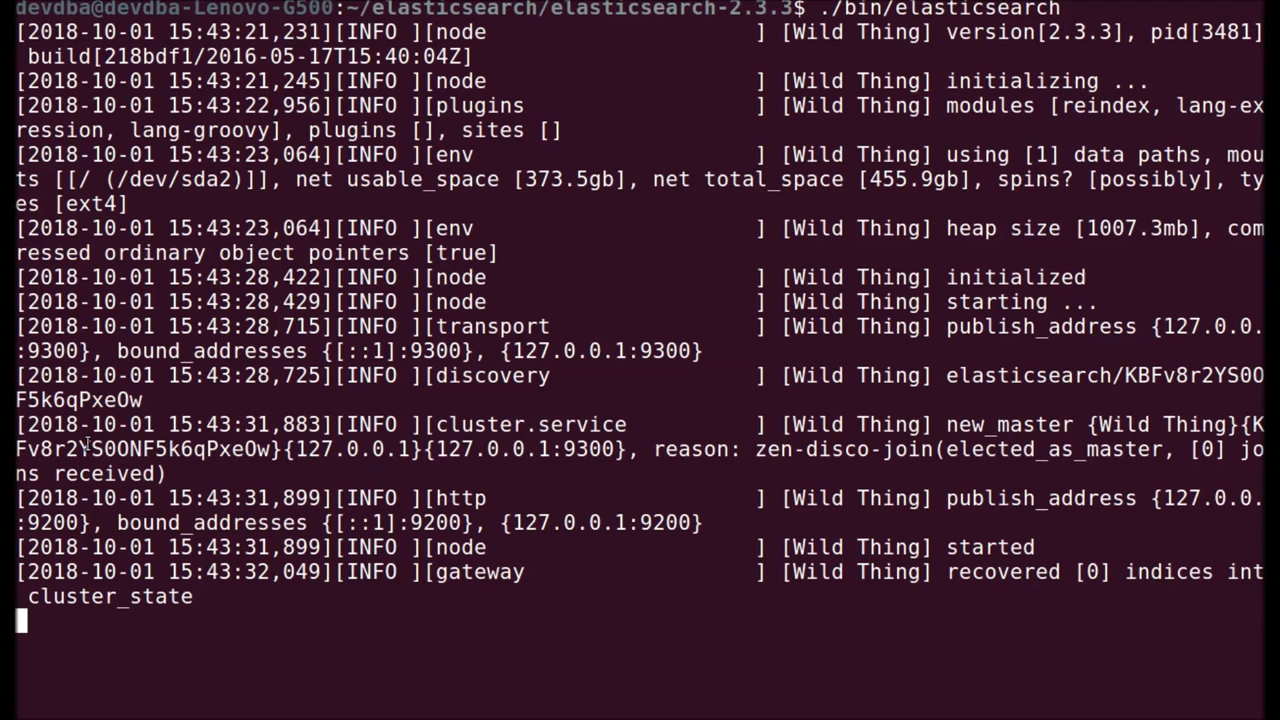 devdba@devdba-Lenovo-G500:~/elasticsearch/elasticsearch-2.3.3$ ./bin/elasticsearch
[2018-10-01 15:43:21,231][INFO ][node                     ] [Wild Thing] version[2.3.3], pid[3481]
 build[218bdf1/2016-05-17T15:40:04Z]
[2018-10-01 15:43:21,245][INFO ][node                     ] [Wild Thing] initializing ...
[2018-10-01 15:43:22,956][INFO ][plugins                  ] [Wild Thing] modules [reindex, lang-ex
ression, lang-groovy], plugins [], sites []
[2018-10-01 15:43:23,064][INFO ][env                      ] [Wild Thing] using [1] data paths, mou
ts [[/ (/dev/sda2)]], net usable_space [373.5gb], net total_space [455.9gb], spins? [possibly], ty
es [ext4]
[2018-10-01 15:43:23,064][INFO ][env                      ] [Wild Thing] heap size [1007.3mb], com
ressed ordinary object pointers [true]
[2018-10-01 15:43:28,422][INFO ][node                     ] [Wild Thing] initialized
[2018-10-01 15:43:28,429][INFO ][node                     ] [Wild Thing] starting ...
[2018-10-01 15:43:28,715][INFO ][transport                ] [Wild Thing] publish_address {127.0.0.
:9300}, bound_addresses {[::1]:9300}, {127.0.0.1:9300}
[2018-10-01 15:43:28,725][INFO ][discovery                ] [Wild Thing] elasticsearch/KBFv8r2YS0O
F5k6qPxeOw
[2018-10-01 15:43:31,883][INFO ][cluster.service          ] [Wild Thing] new_master {Wild Thing}{K
Fv8r2YS0ONF5k6qPxeOw}{127.0.0.1}{127.0.0.1:9300}, reason: zen-disco-join(elected_as_master, [0] jo
ns received)
[2018-10-01 15:43:31,899][INFO ][http                     ] [Wild Thing] publish_address {127.0.0.
:9200}, bound_addresses {[::1]:9200}, {127.0.0.1:9200}
[2018-10-01 15:43:31,899][INFO ][node                     ] [Wild Thing] started
[2018-10-01 15:43:32,049][INFO ][gateway                  ] [Wild Thing] recovered [0] indices int
 cluster_state